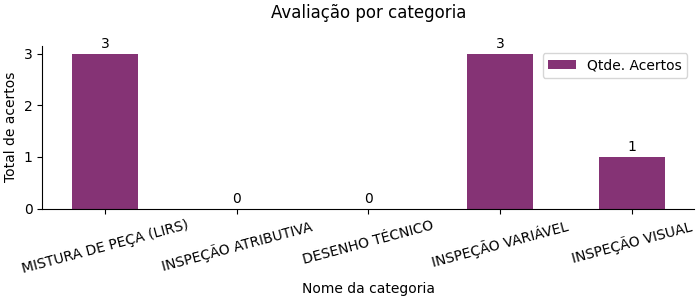 Avaliação por categoria
Total de acertos
3
2
1
0
3
0
0
3
1
Qtde. Acertos
MISTURA DE PEÇA (LIRS)
INSPEÇÃO ATRIBUTIVA
DESENHO TÉCNICO
INSPEÇÃO VARIÁVEL
INSPEÇÃO VISUAL
Nome da categoria